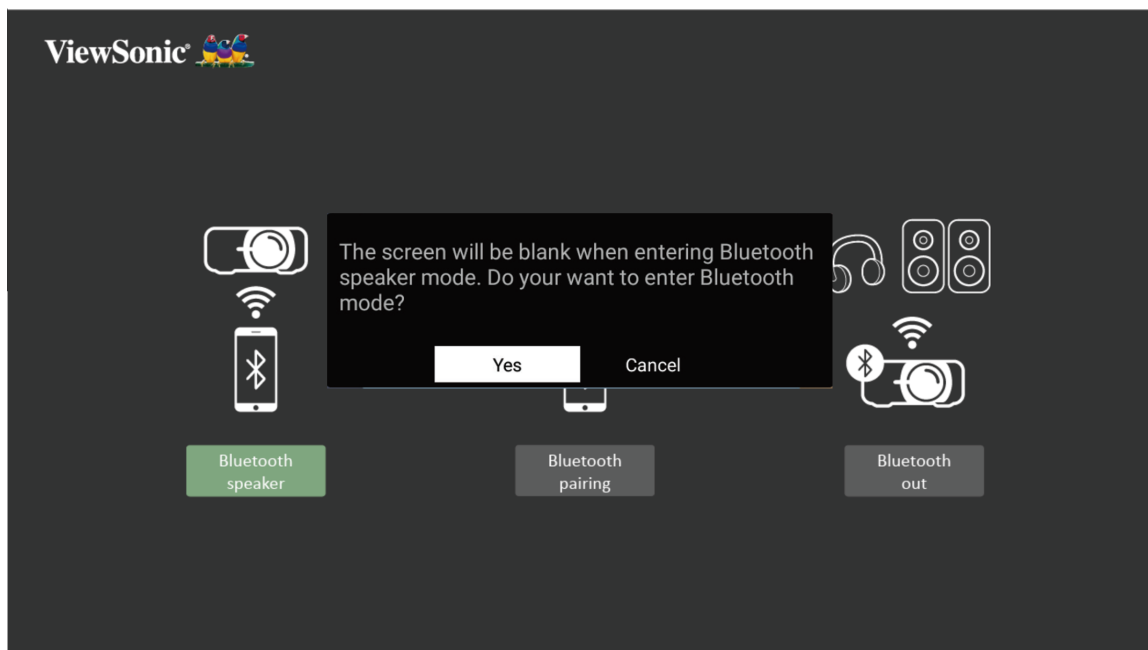 ViewSonic®
The screen will be blank when entering Bluetooth
speaker mode. Do your want to enter Bluetooth
mode?
Yes
Cancel
Bluetooth
speaker
Bluetooth
pairing
Bluetooth
out